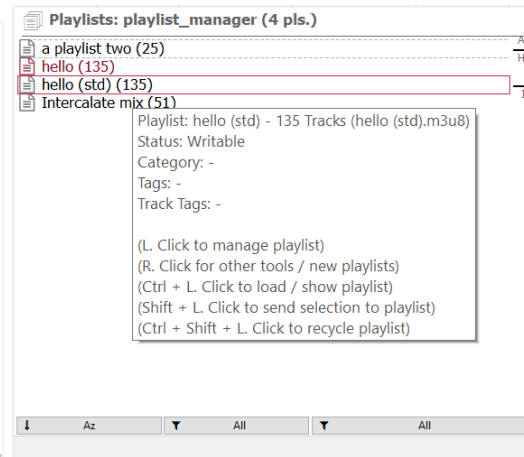 Playlists: playlist_manager (4 pls.)
a playlist two (25)
A
H
hello (135)
hello (std) (135)
I
Intercalate mix (51)
Playlist: hello (std) - 135 Tracks (hello (std).m3u8)
Status: Writable
Category: -
Tags: -
Track Tags: -
(L. Click to manage playlist)
(R. Click for other tools / new playlists)
(Ctrl + L. Click to load / show playlist)
(Shift + L. Click to send selection to playlist)
(Ctrl + Shift + L. Click to recycle playlist)
Az All All